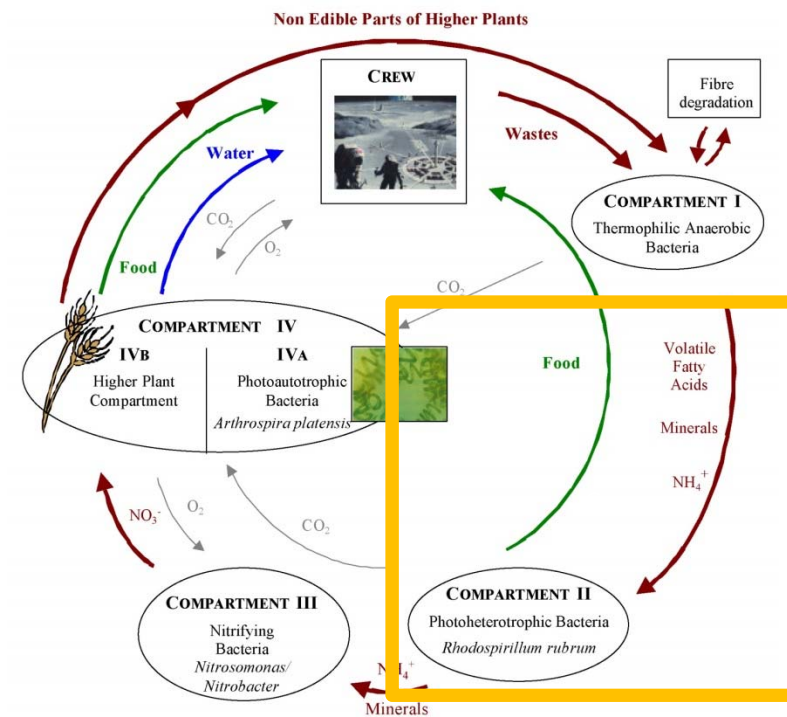 Non Edible Parts of Higher Plants
CREW
Fibre
degradation
Wastes
Water
CO₂
O₂
Food
COMPARTMENT I
Thermophilic Anaerobic
Bacteria
CO₂
COMPARTMENT IV
IVB
Higher Plant
Compartment
IVA
Photoautotrophic
Bacteria
Arthrospira platensis
Food
Volatile
Fatty
Acids
Minerals
NH₄⁺
NO₃⁻
O₂
CO₂
COMPARTMENT III
Nitrifying
Bacteria
Nitrosomonas/
Nitrobacter
COMPARTMENT II
Photoheterotrophic Bacteria
Rhodospirillum rubrum
NH₄⁺
Minerals